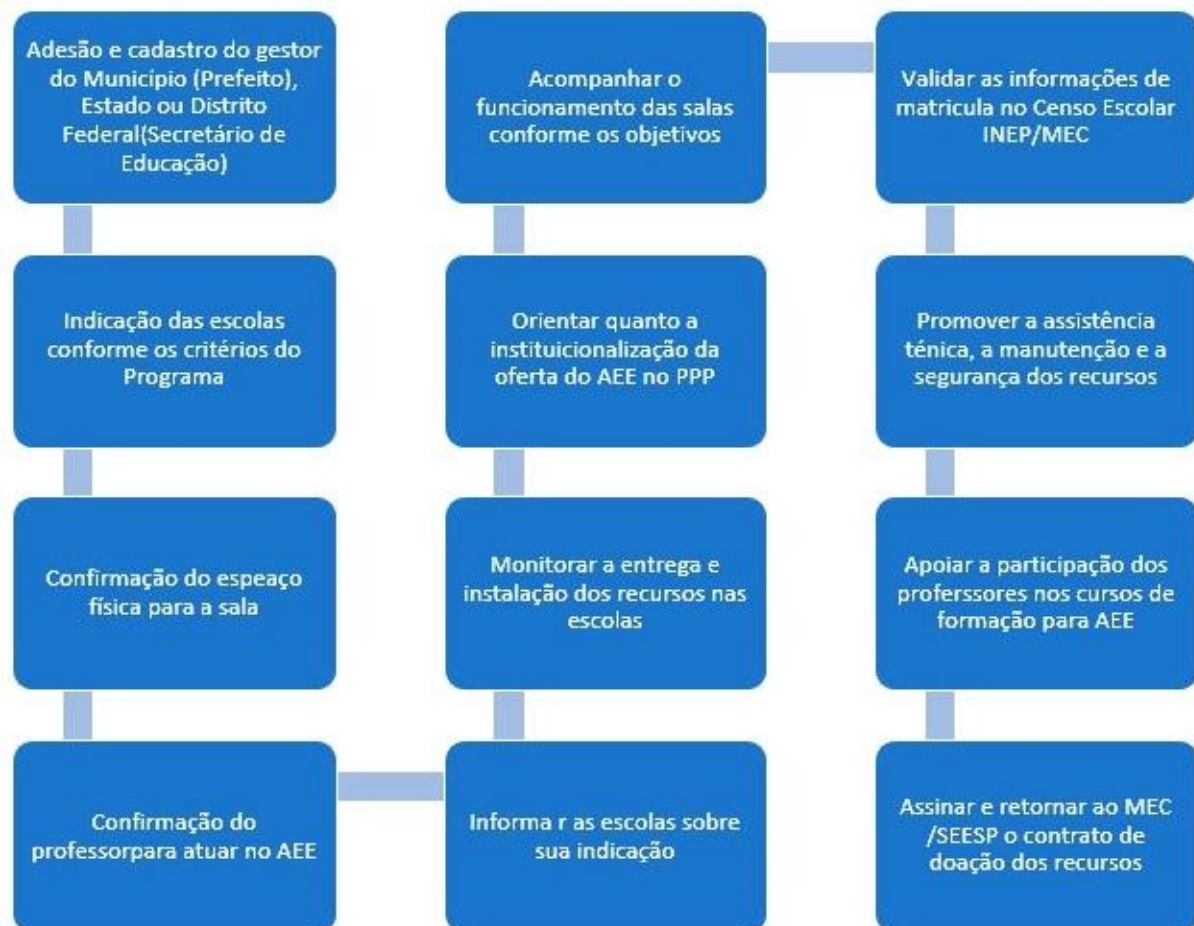 Adesão e cadastro do gestor
do Município (Prefeito),
Estado ou Distrito
Federal(Secretário de
Educação)
Indicação das escolas
conforme os critérios do
Programa
Confirmação do espeaço
física para a sala
Confirmação do
professorpara atuar no AEE
Informa r as escolas sobre
sua indicação
Monitorar a entrega e
instalação dos recursos nas
escolas
Orientar quanto a
instituicionalização da
oferta do AEE no PPP
Acompanhar o
funcionamento das salas
conforme os objetivos
Validar as informações de
matricula no Censo Escolar
INEP/MEC
Promover a assistência
ténica, a manutenção e a
segurança dos recursos
Apoiar a participação dos
proferssores nos cursos de
formação para AEE
Assinar e retornar ao MEC
/SEESP o contrato de
doação dos recursos